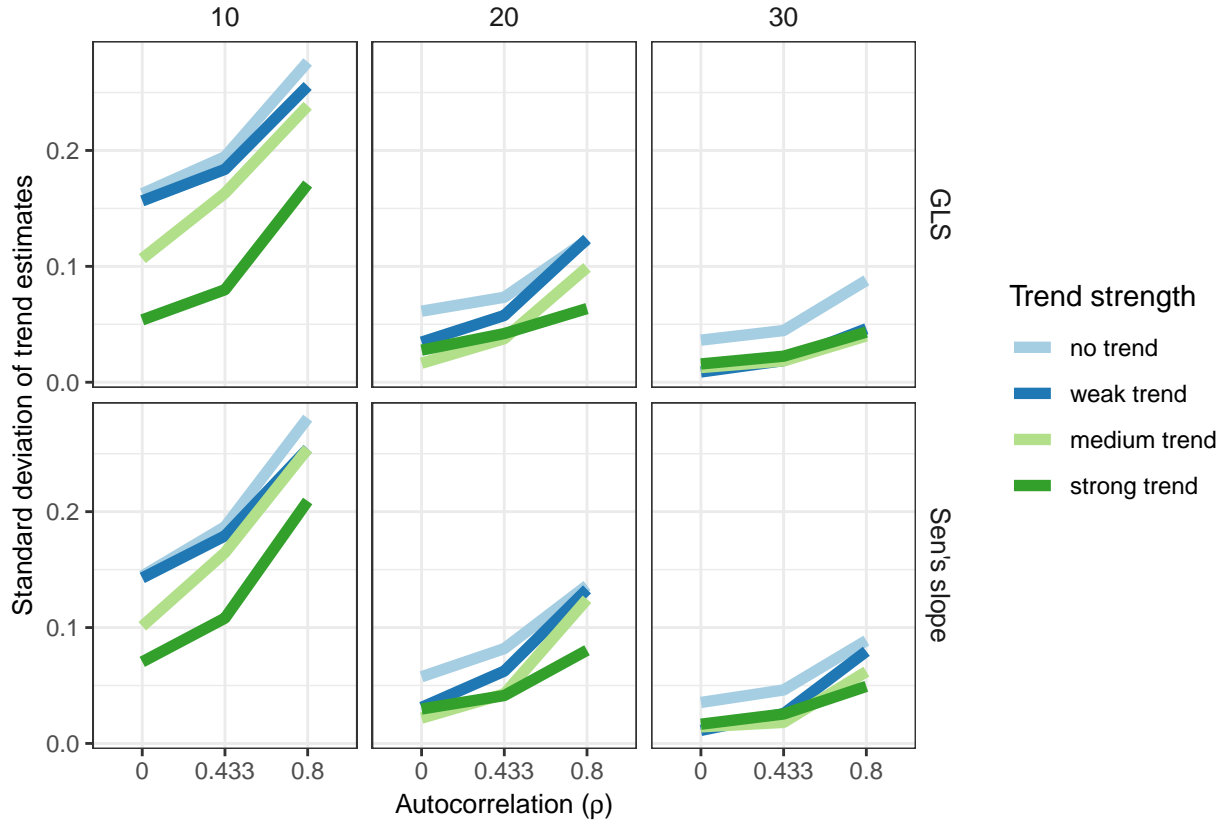 10
20
30
Standard deviation of trend estimates
0.2
0.1
0.0
GLS
0.2
0.1
0.0
Sen's slope
0
0.433
0.8
0
0.433
0.8
0
0.433
0.8
Autocorrelation (ρ)
Trend strength
no trend
weak trend
medium trend
strong trend